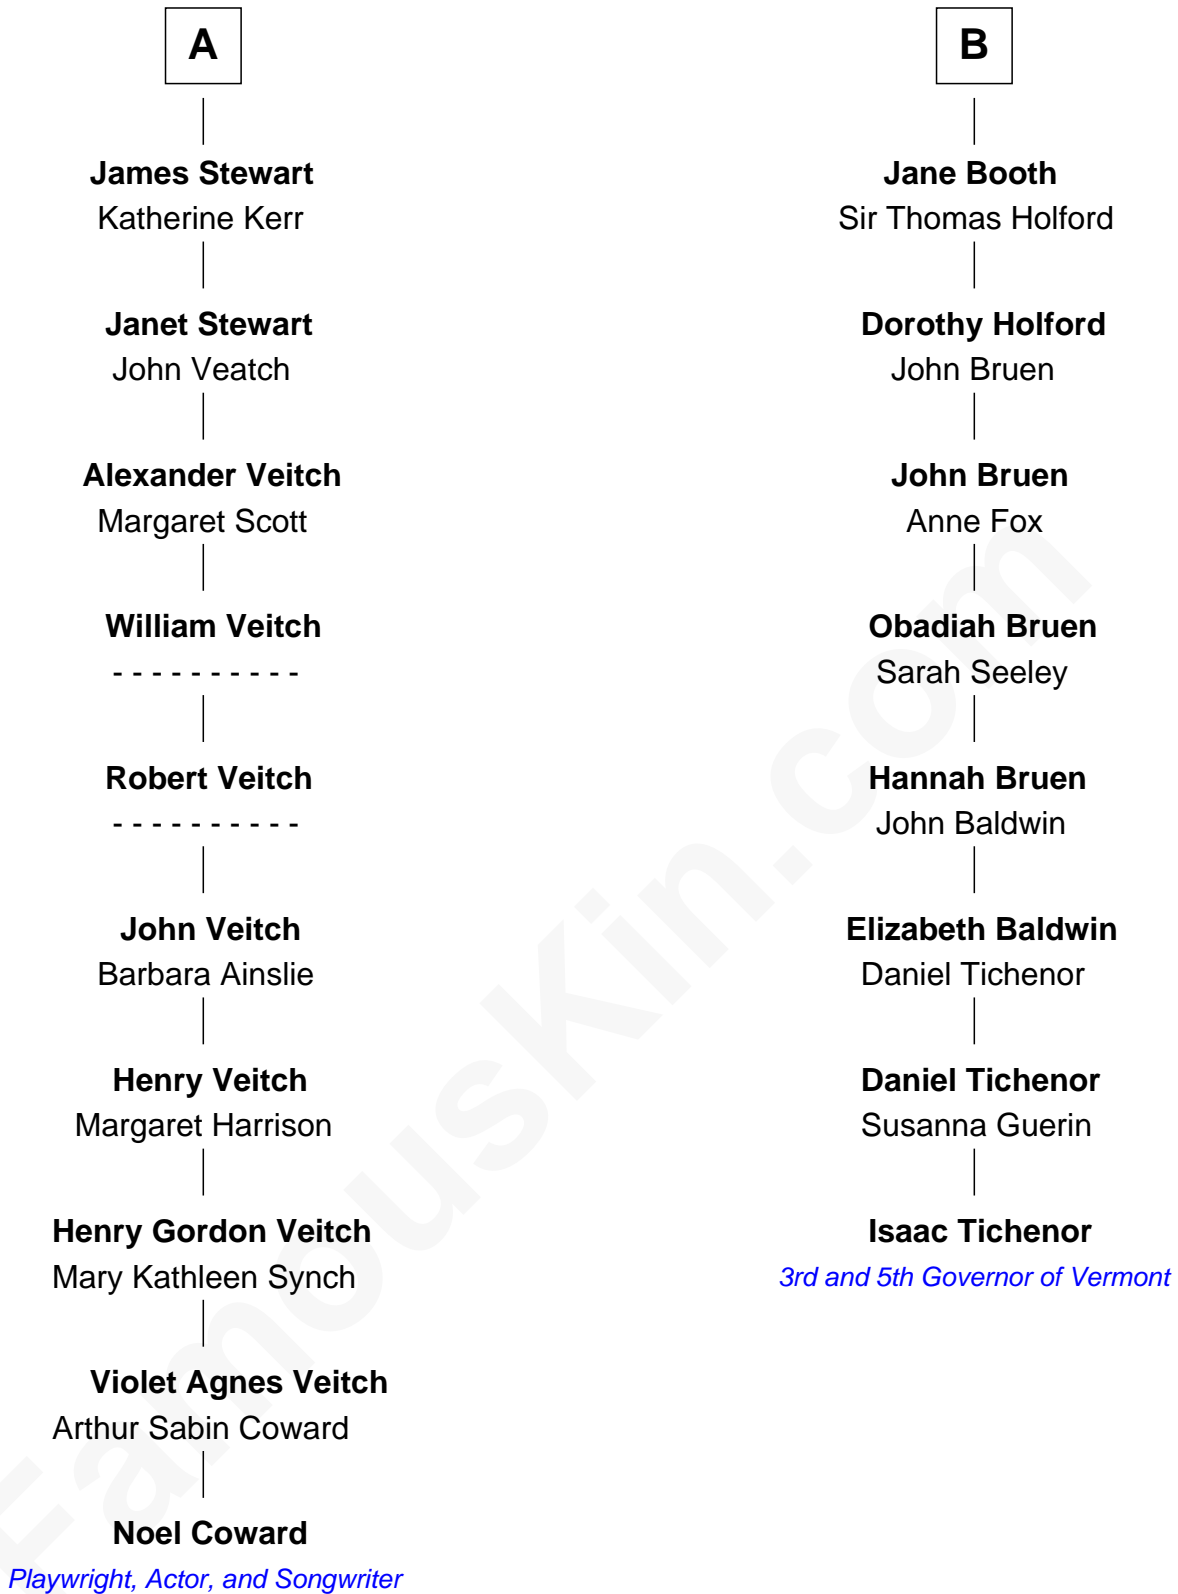 A
James Stewart
Katherine Kerr
Janet Stewart
John Veatch
Alexander Veitch
Margaret Scott
William Veitch
- - - - - - - - - -
Robert Veitch
- - - - - - - - - -
John Veitch
Barbara Ainslie
Henry Veitch
Margaret Harrison
Henry Gordon Veitch
Mary Kathleen Synch
Violet Agnes Veitch
Arthur Sabin Coward
Noel Coward
Playwright, Actor, and Songwriter
B
Jane Booth
Sir Thomas Holford
Dorothy Holford
John Bruen
John Bruen
Anne Fox
Obadiah Bruen
Sarah Seeley
Hannah Bruen
John Baldwin
Elizabeth Baldwin
Daniel Tichenor
Daniel Tichenor
Susanna Guerin
Isaac Tichenor
3rd and 5th Governor of Vermont
FamousKin.com